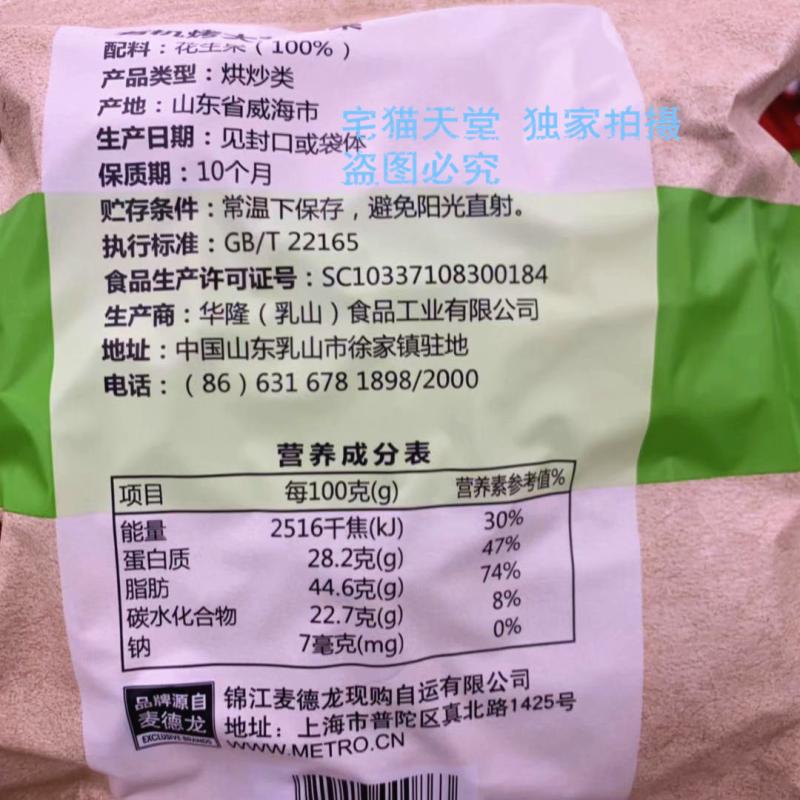 配料：花生果（100%）
产品类型：烘炒类
产地：山东省威海市
生产日期：见封口或袋体
宅猫天堂 独家拍摄
盗图必究
保质期：10个月
贮存条件：常温下保存，避免阳光直射。
执行标准：GB/T 22165
食品生产许可证号：SC10337108300184
生产商：华隆（乳山）食品工业有限公司
地址：中国山东乳山市徐家镇驻地
电话：（86）631 678 1898/2000
营养成分表
项目 每100克(g) 营养素参考值%
能量 2516千焦(kJ) 30%
蛋白质 28.2克(g) 47%
脂肪 44.6克(g) 74%
碳水化合物 22.7克(g) 8%
钠 7毫克(mg) 0%
品牌源自
麦德龙
EXCLUSIVE BRANDS
锦江麦德龙现购自运有限公司
地址：上海市普陀区真北路1425号
WWW.METRO.CN